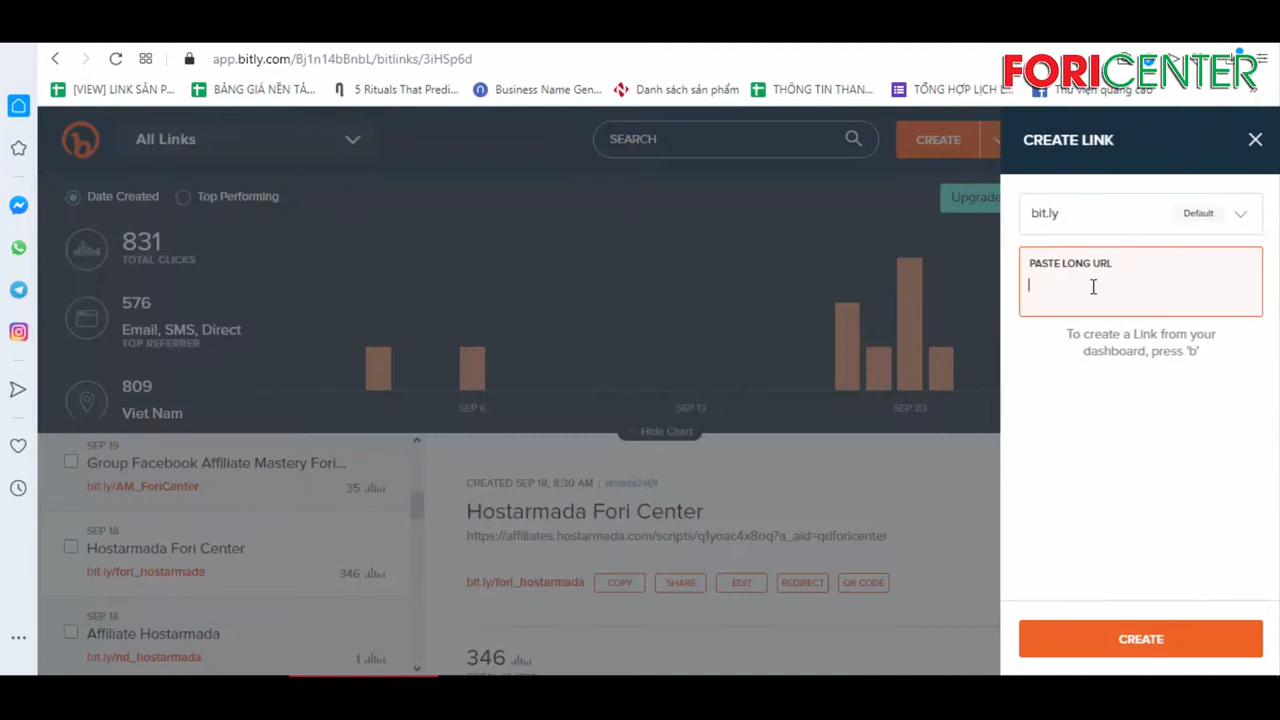 app.bitly.com/Bj1n14bBnbL/bitlinks/3iHSp6d
FORICENTER
[VIEW] LINK SẢN P...
BẢNG GIÁ NỀN TẢ...
5 Rituals That Predi...
Business Name Gen...
Danh sách sản phẩm
THÔNG TIN THAN...
TỔNG HỢP LỊCH L...
Thư viện quảng cáo
All Links
SEARCH
CREATE
CREATE LINK
Date Created
Top Performing
Upgrade
bit.ly
Default
831
TOTAL CLICKS
PASTE LONG URL
576
Email, SMS, Direct
TOP REFERRER
To create a Link from your
dashboard, press 'b'
809
Viet Nam
SEP 6
SEP 13
SEP 20
Hide Chart
SEP 19
Group Facebook Affiliate Mastery Fori...
bit.ly/AM_ForiCenter
35
CREATED SEP 18, 8:30 AM |
Hostarmada Fori Center
https://affiliates.hostarmada.com/scripts/q1yoac4x8oq?a_aid=qdforicenter
SEP 18
Hostarmada Fori Center
bit.ly/fori_hostarmada
346
bit.ly/fori_hostarmada
COPY
SHARE
EDIT
REDIRECT
QR CODE
SEP 18
Affiliate Hostarmada
bit.ly/nd_hostarmada
1
346
CREATE